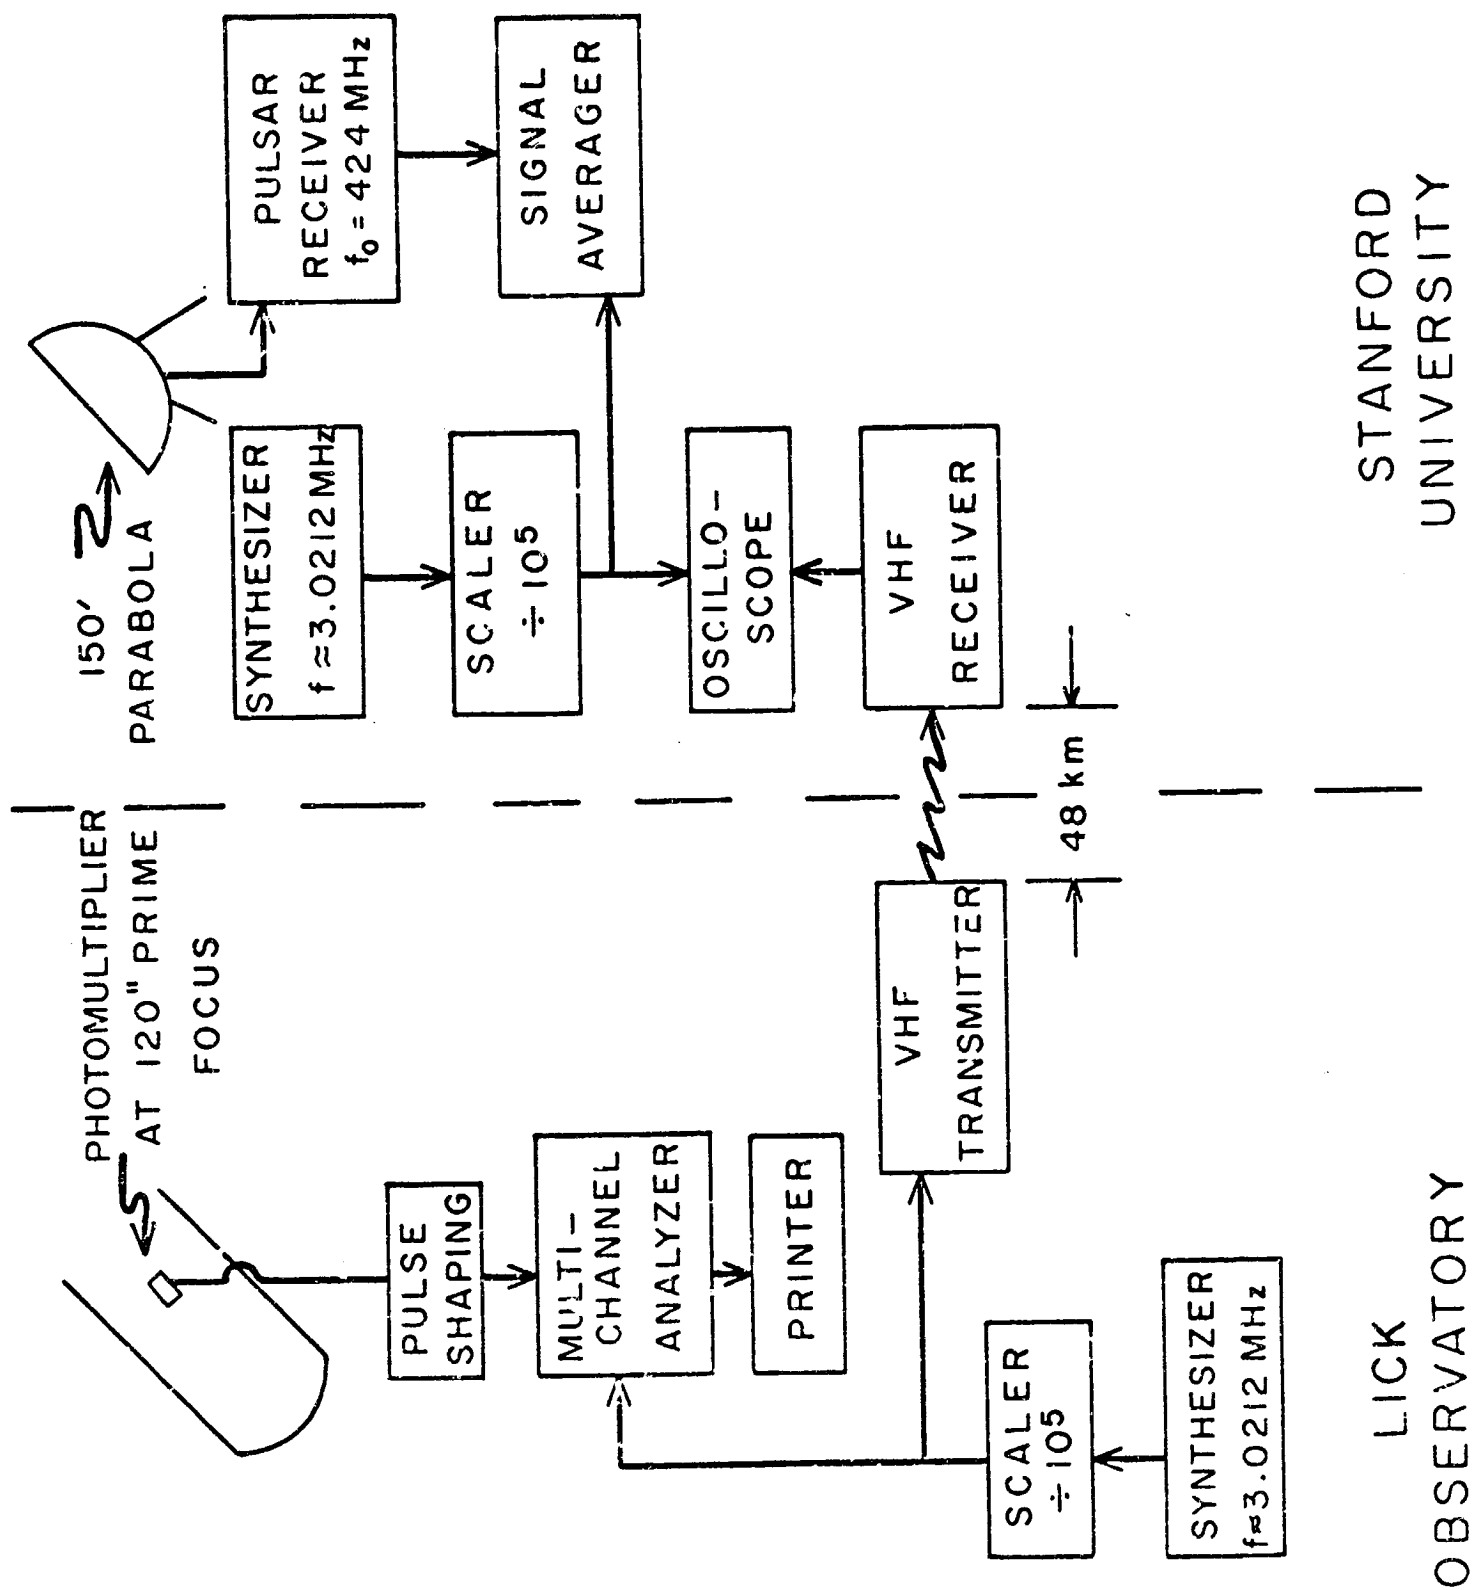 PHOTOMULTIPLIER
AT 120" PRIME
FOCUS
PULSE
SHAPING
MULTI-
CHANNEL
ANALYZER
PRINTER
SCALER
÷ 10⁵
SYNTHESIZER
f≈3.0212 MHz
VHF
TRANSMITTER
LICK
OBSERVATORY
48 km
150'
PARABOLA
SYNTHESIZER
f≈3.0212MHz
SCALER
÷ 10⁵
OSCILLO-
SCOPE
VHF
RECEIVER
PULSAR
RECEIVER
f₀ = 424 MHz
SIGNAL
AVERAGER
STANFORD
UNIVERSITY